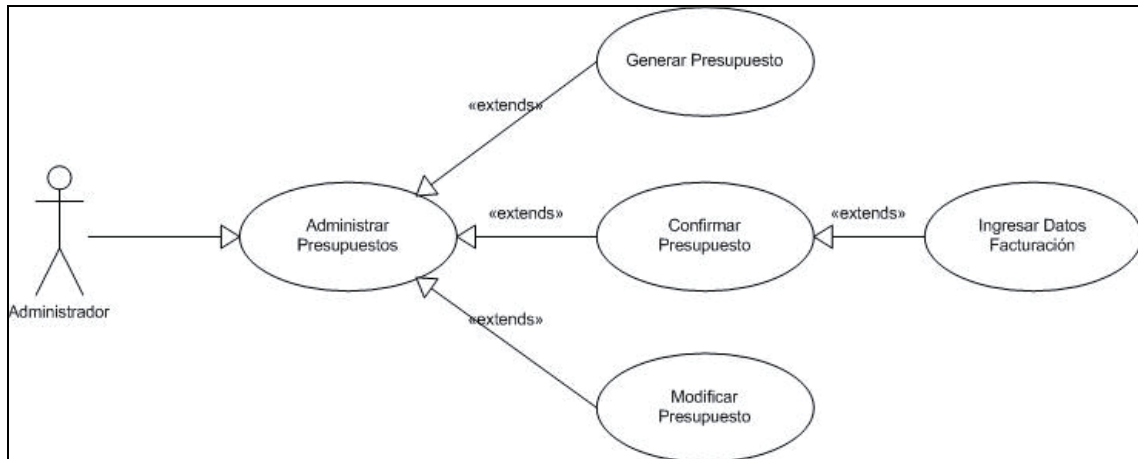 Generar Presupuesto
«extends»
Administrar
Presupuestos
«extends»
Confirmar
Presupuesto
«extends»
Ingresar Datos
Facturación
Administrador
«extends»
Modificar
Presupuesto